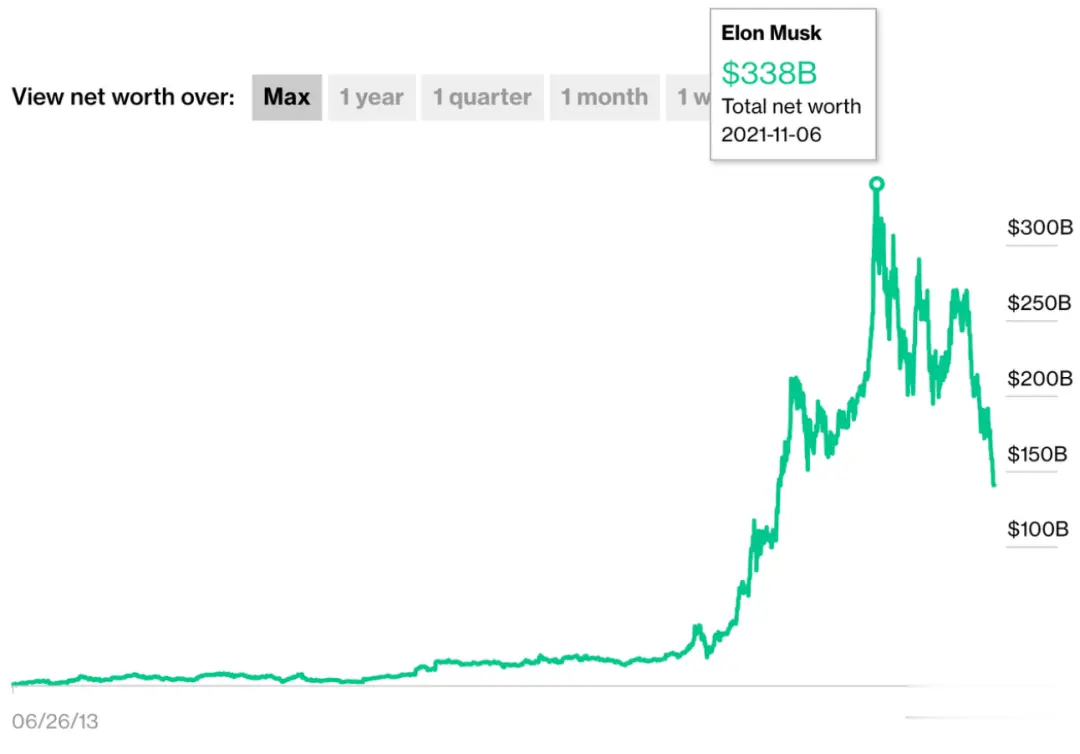 Elon Musk
$338B
Total net worth
2021-11-06
View net worth over: Max 1 year 1 quarter 1 month 1 w
$300B
$250B
$200B
$150B
$100B
06/26/13